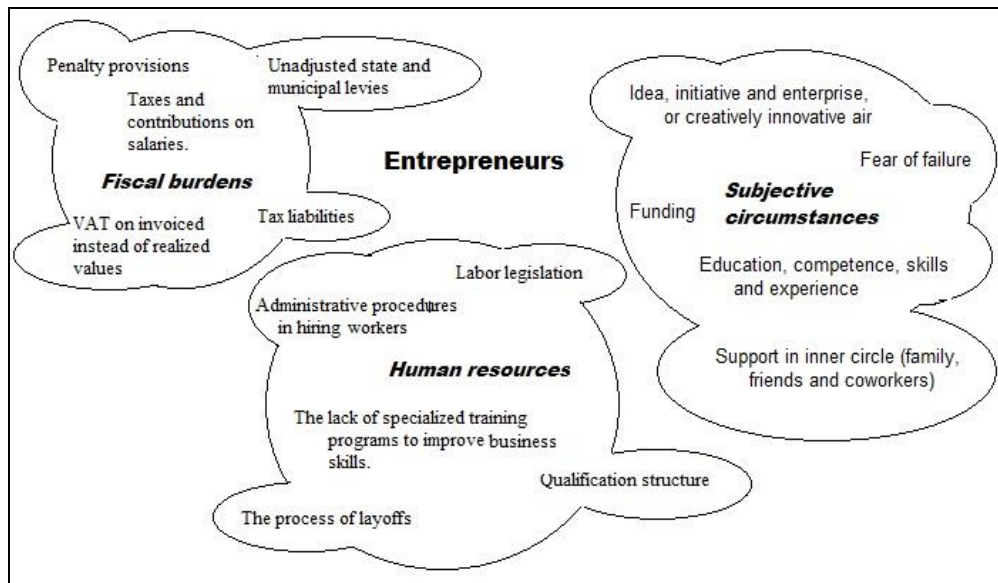 Penalty provisions
Unadjusted state and
municipal levies
Taxes and
contributions on
salaries.
Fiscal burdens
VAT on invoiced
instead of realized
values
Tax liabilities
Entrepreneurs
Idea, initiative and enterprise,
or creatively innovative air
Fear of failure
Subjective
circumstances
Funding
Education, competence, skills
and experience
Support in inner circle (family,
friends and coworkers)
Labor legislation
Administrative procedures
in hiring workers
Human resources
The lack of specialized training
programs to improve business
skills.
Qualification structure
The process of layoffs